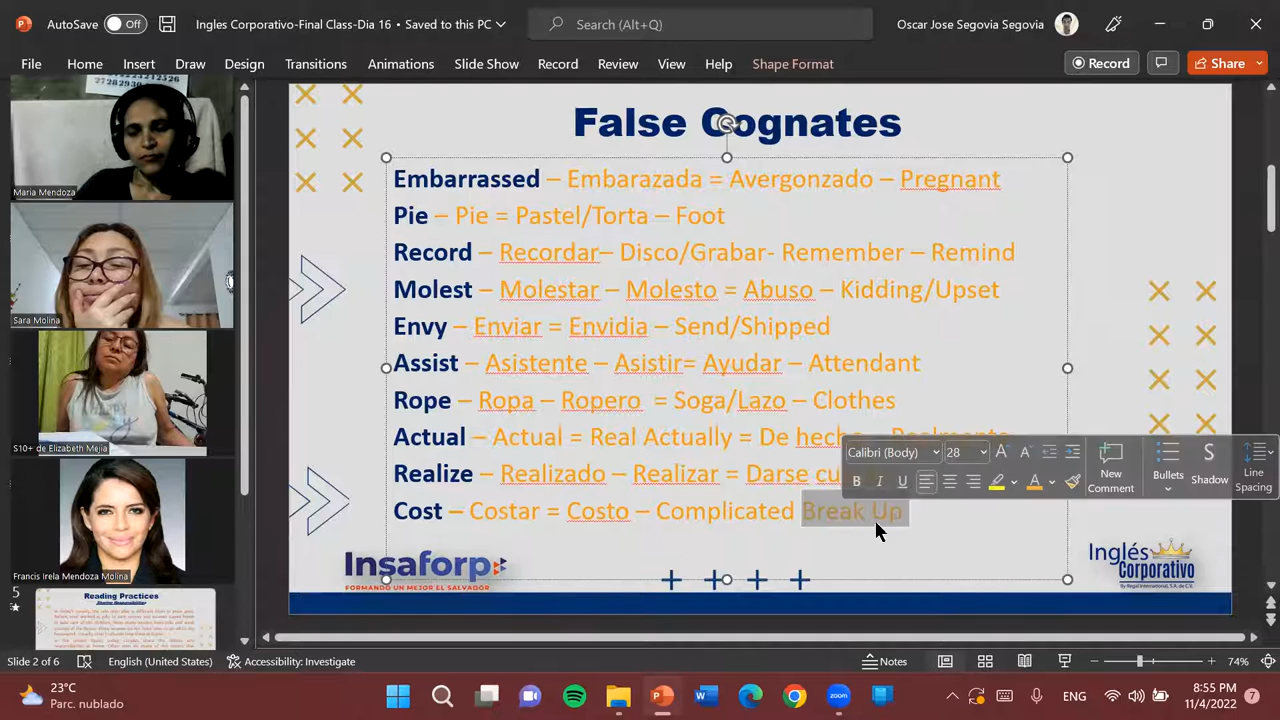 AutoSave Off Ingles Corporativo-Final Class-Dia 16 • Saved to this PC Search (Alt+Q) Oscar Jose Segovia Segovia
File Home Insert Draw Design Transitions Animations Slide Show Record Review View Help Shape Format Record Share
Maria Mendoza
Sara Molina
S10+ de Elizabeth Mejia
Francis Irela Mendoza Molina
5
Reading Practices
False Cognates
Embarrassed – Embarazada = Avergonzado – Pregnant
Pie – Pie = Pastel/Torta – Foot
Record – Recordar– Disco/Grabar- Remember – Remind
Molest – Molestar – Molesto = Abuso – Kidding/Upset
Envy – Enviar = Envidia – Send/Shipped
Assist – Asistente – Asistir= Ayudar – Attendant
Rope – Ropa – Ropero = Soga/Lazo – Clothes
Actual – Actual = Real Actually = De hecho – Realmente
Realize – Realizado – Realizar = Darse cu
Cost – Costar = Costo – Complicated Break Up
Calibri (Body) 28
New Comment
Bullets
Shadow
Line Spacing
Insaforp
FORMANDO UN MEJOR EL SALVADOR
Inglés
Corporativo
By Regal International, S.A. de C.V.
Slide 2 of 6 English (United States) Accessibility: Investigate Notes 74%
23°C
Parc. nublado
ENG
8:55 PM
11/4/2022
7